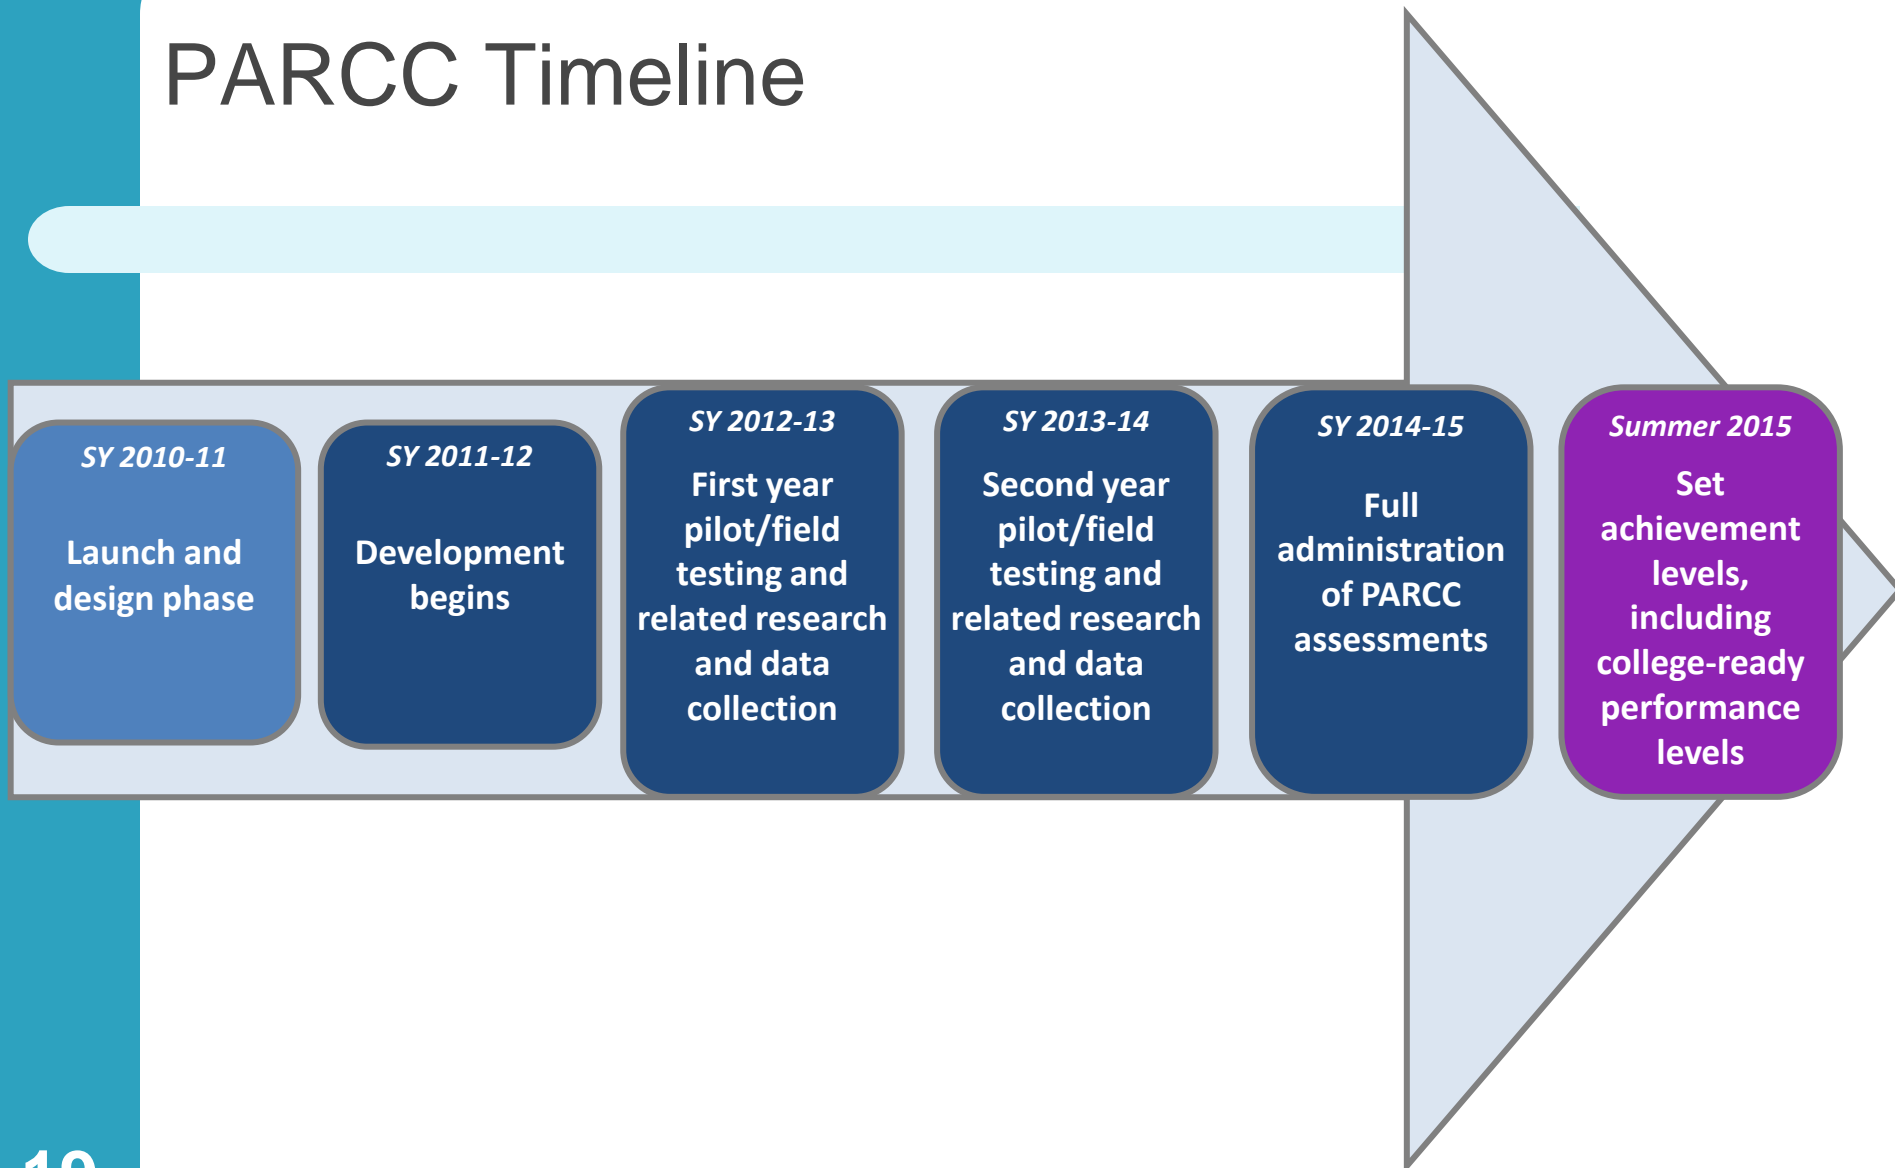 PARCC Timeline
SY 2010-11
Launch and
design phase
SY 2011-12
Development
begins
SY 2012-13
First year
pilot/field
testing and
related research
and data
collection
SY 2013-14
Second year
pilot/field
testing and
related research
and data
collection
SY 2014-15
Full
administration
of PARCC
assessments
Summer 2015
Set
achievement
levels,
including
college-ready
performance
levels